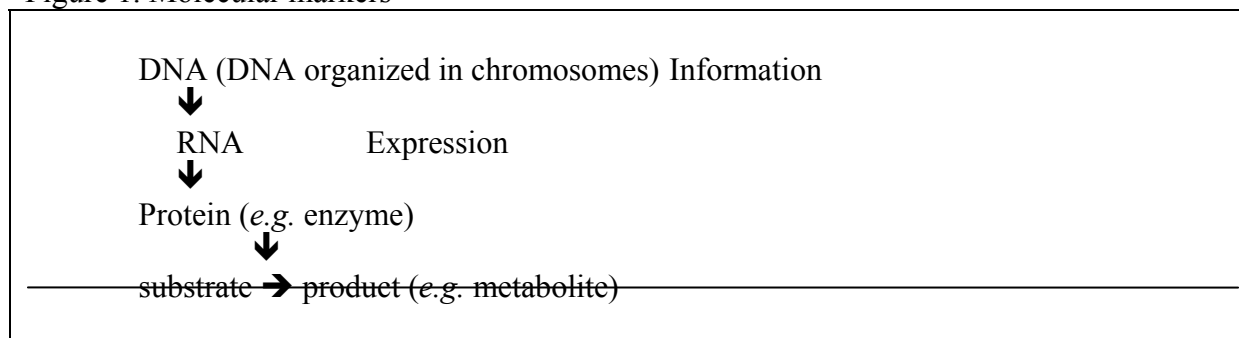 Figure 1. Molecular markers
DNA (DNA organized in chromosomes) Information
RNA Expression
Protein (e.g. enzyme)
substrate → product (e.g. metabolite)